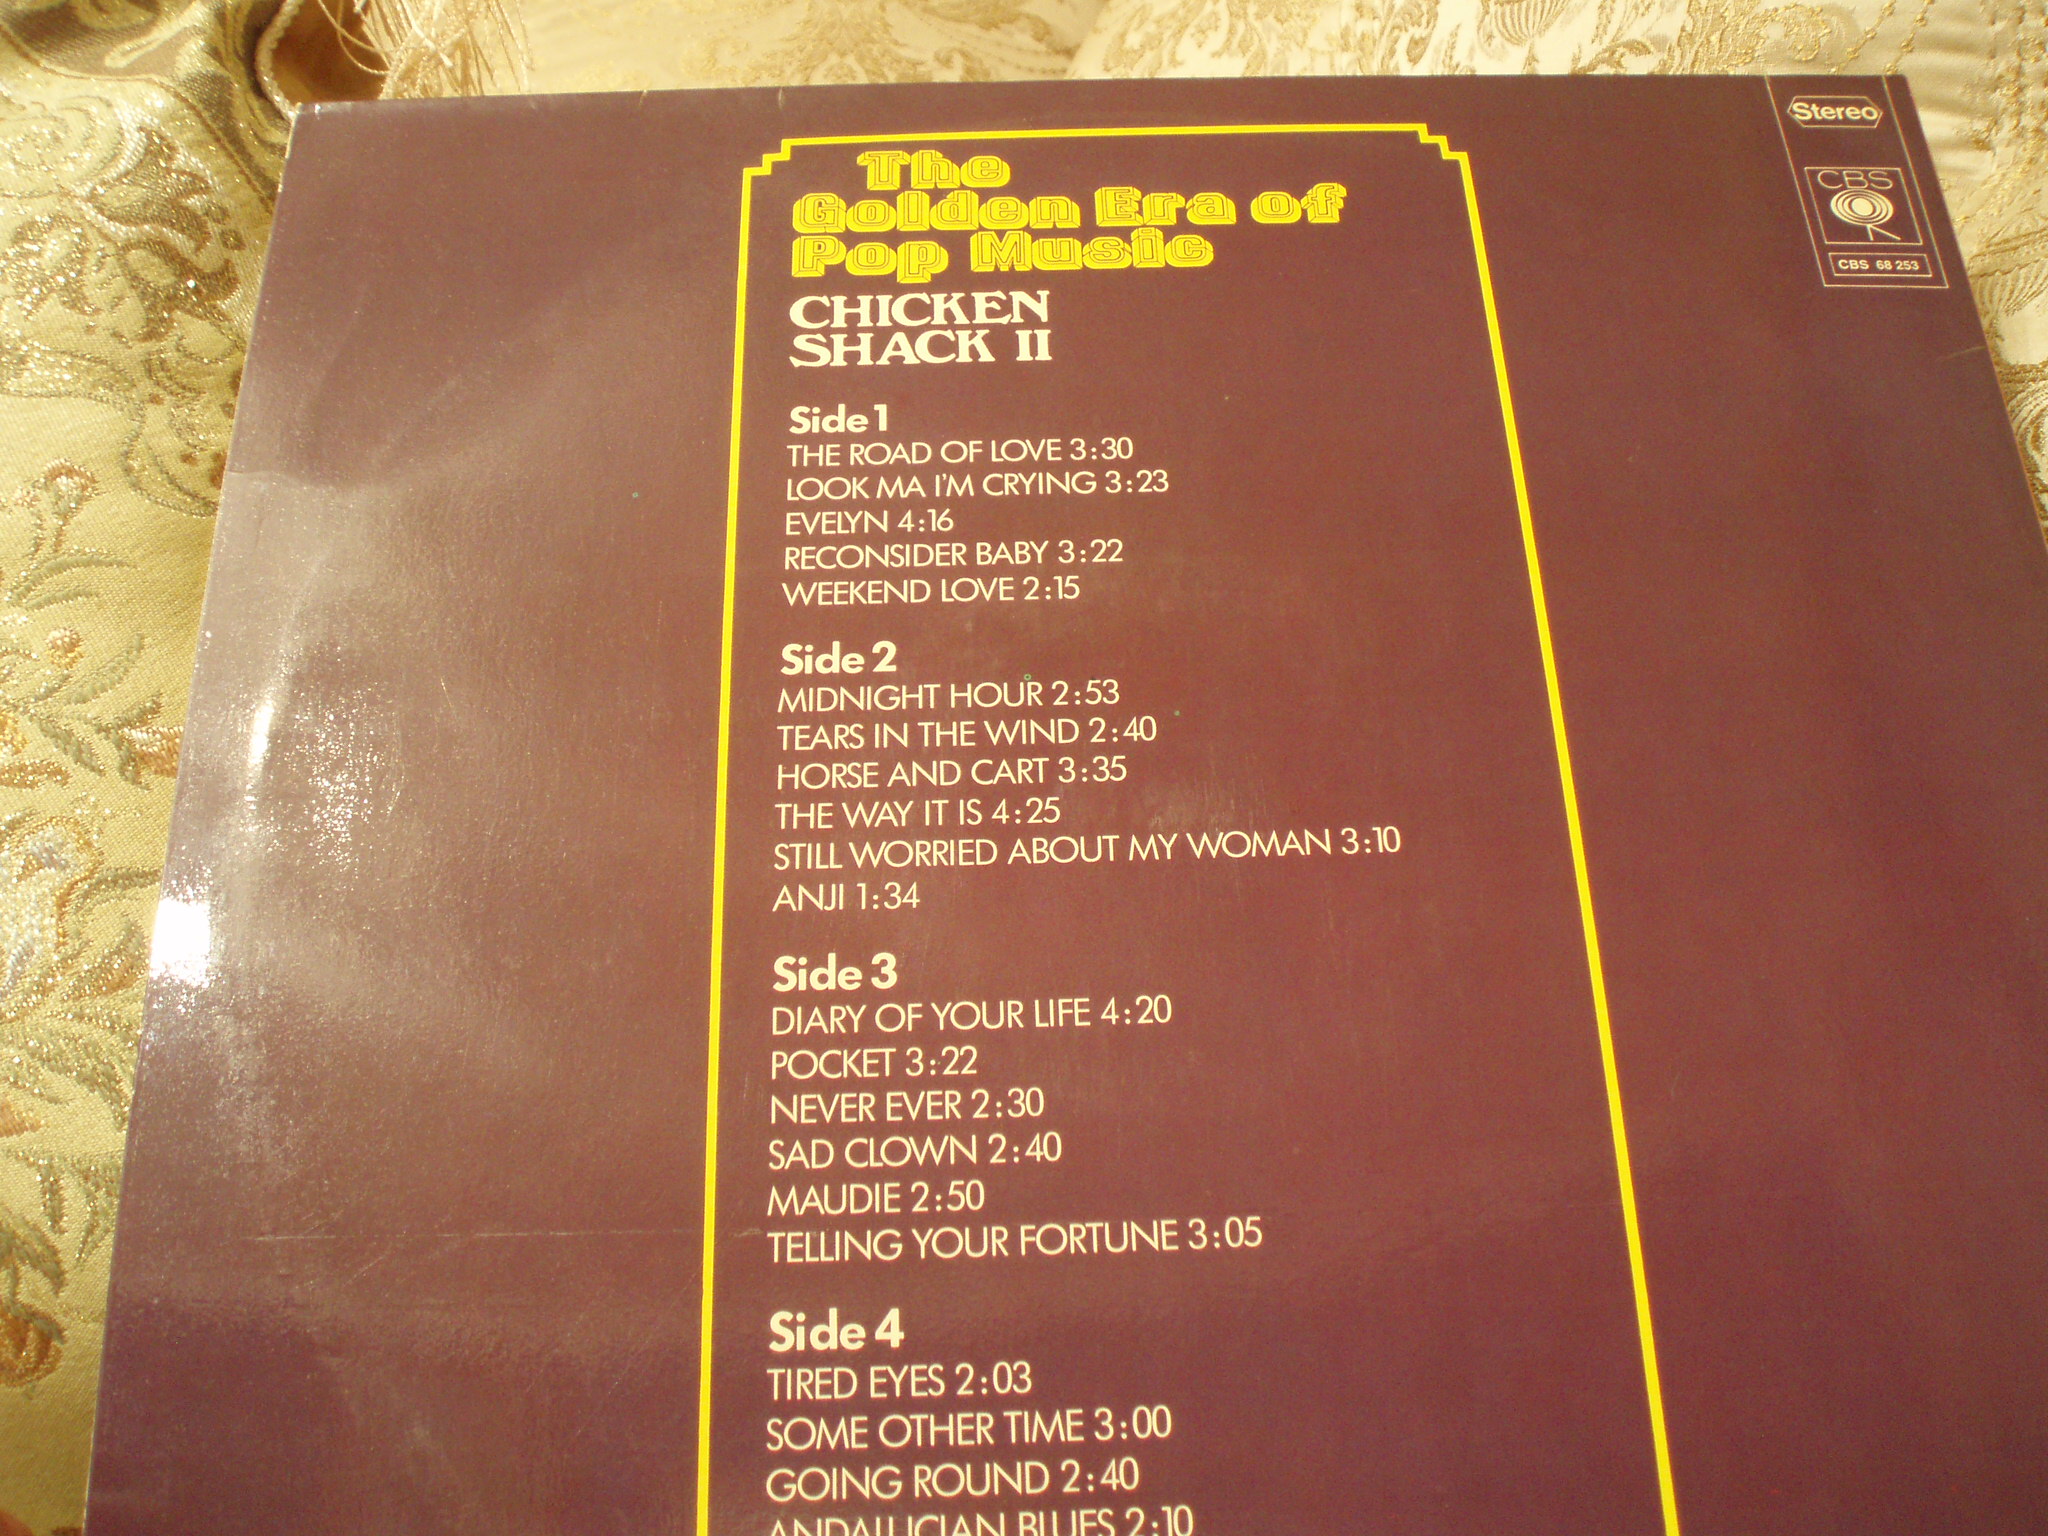 The
Golden Era of
Pop Music
CHICKEN
SHACK II
Stereo
CBS
CBS 68 253
Side 1
THE ROAD OF LOVE 3:30
LOOK MA I'M CRYING 3:23
EVELYN 4:16
RECONSIDER BABY 3:22
WEEKEND LOVE 2:15
Side 2
MIDNIGHT HOUR 2:53
TEARS IN THE WIND 2:40
HORSE AND CART 3:35
THE WAY IT IS 4:25
STILL WORRIED ABOUT MY WOMAN 3:10
ANJI 1:34
Side 3
DIARY OF YOUR LIFE 4:20
POCKET 3:22
NEVER EVER 2:30
SAD CLOWN 2:40
MAUDIE 2:50
TELLING YOUR FORTUNE 3:05
Side 4
TIRED EYES 2:03
SOME OTHER TIME 3:00
GOING ROUND 2:40
ANDALUCIAN BLUES 2:10